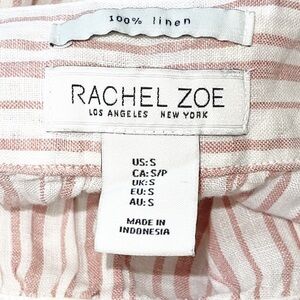 100% linen
RACHEL ZOE
LOS ANGELES NEW YORK
US: S
CA: S/P
UK: S
EU: S
AU: S
MADE IN
INDONESIA